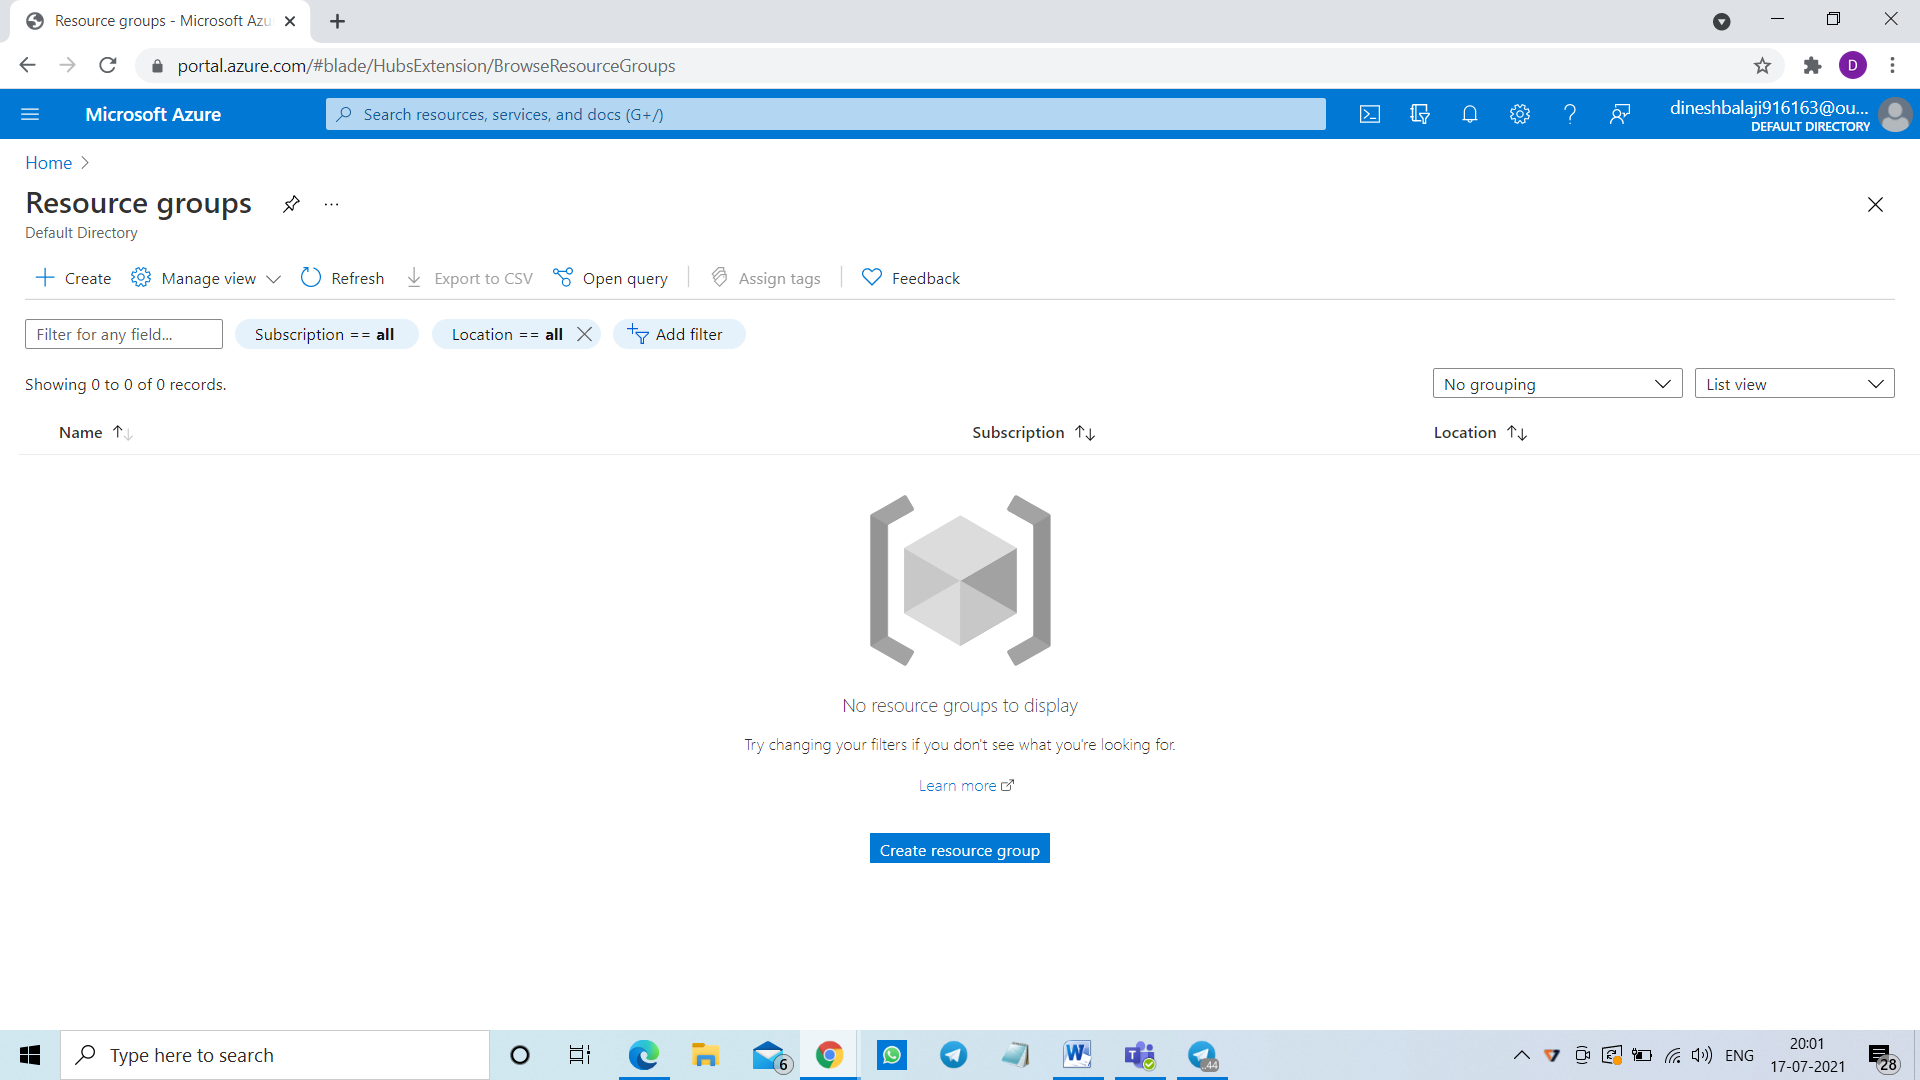 Resource groups - Microsoft Azu
portal.azure.com/#blade/HubsExtension/BrowseResourceGroups
D
Microsoft Azure
Search resources, services, and docs (G+/)
dineshbalaji916163@ou...
DEFAULT DIRECTORY
Home
Resource groups
...
Default Directory
Create
Manage view
Refresh
Export to CSV
Open query
Assign tags
Feedback
Filter for any field...
Subscription == all
Location == all
Add filter
Showing 0 to 0 of 0 records.
No grouping
List view
Name
Subscription
Location
No resource groups to display
Try changing your filters if you don't see what you're looking for.
Learn more
Create resource group
Type here to search
6
44
ENG
20:01
17-07-2021
28